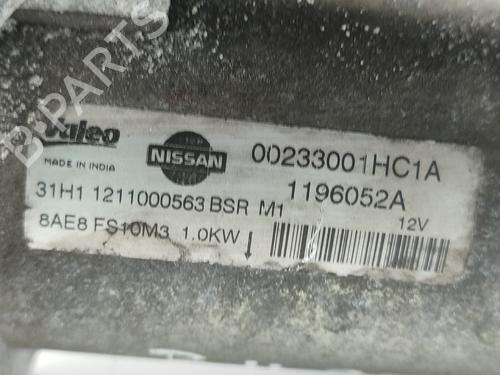 Valeo
MADE IN INDIA
NISSAN
00233001HC1A
1196052A
31H1 1211000563 BSR M1
12V
8AE8 FS10M3 1.0KW ↓
B-PARTS